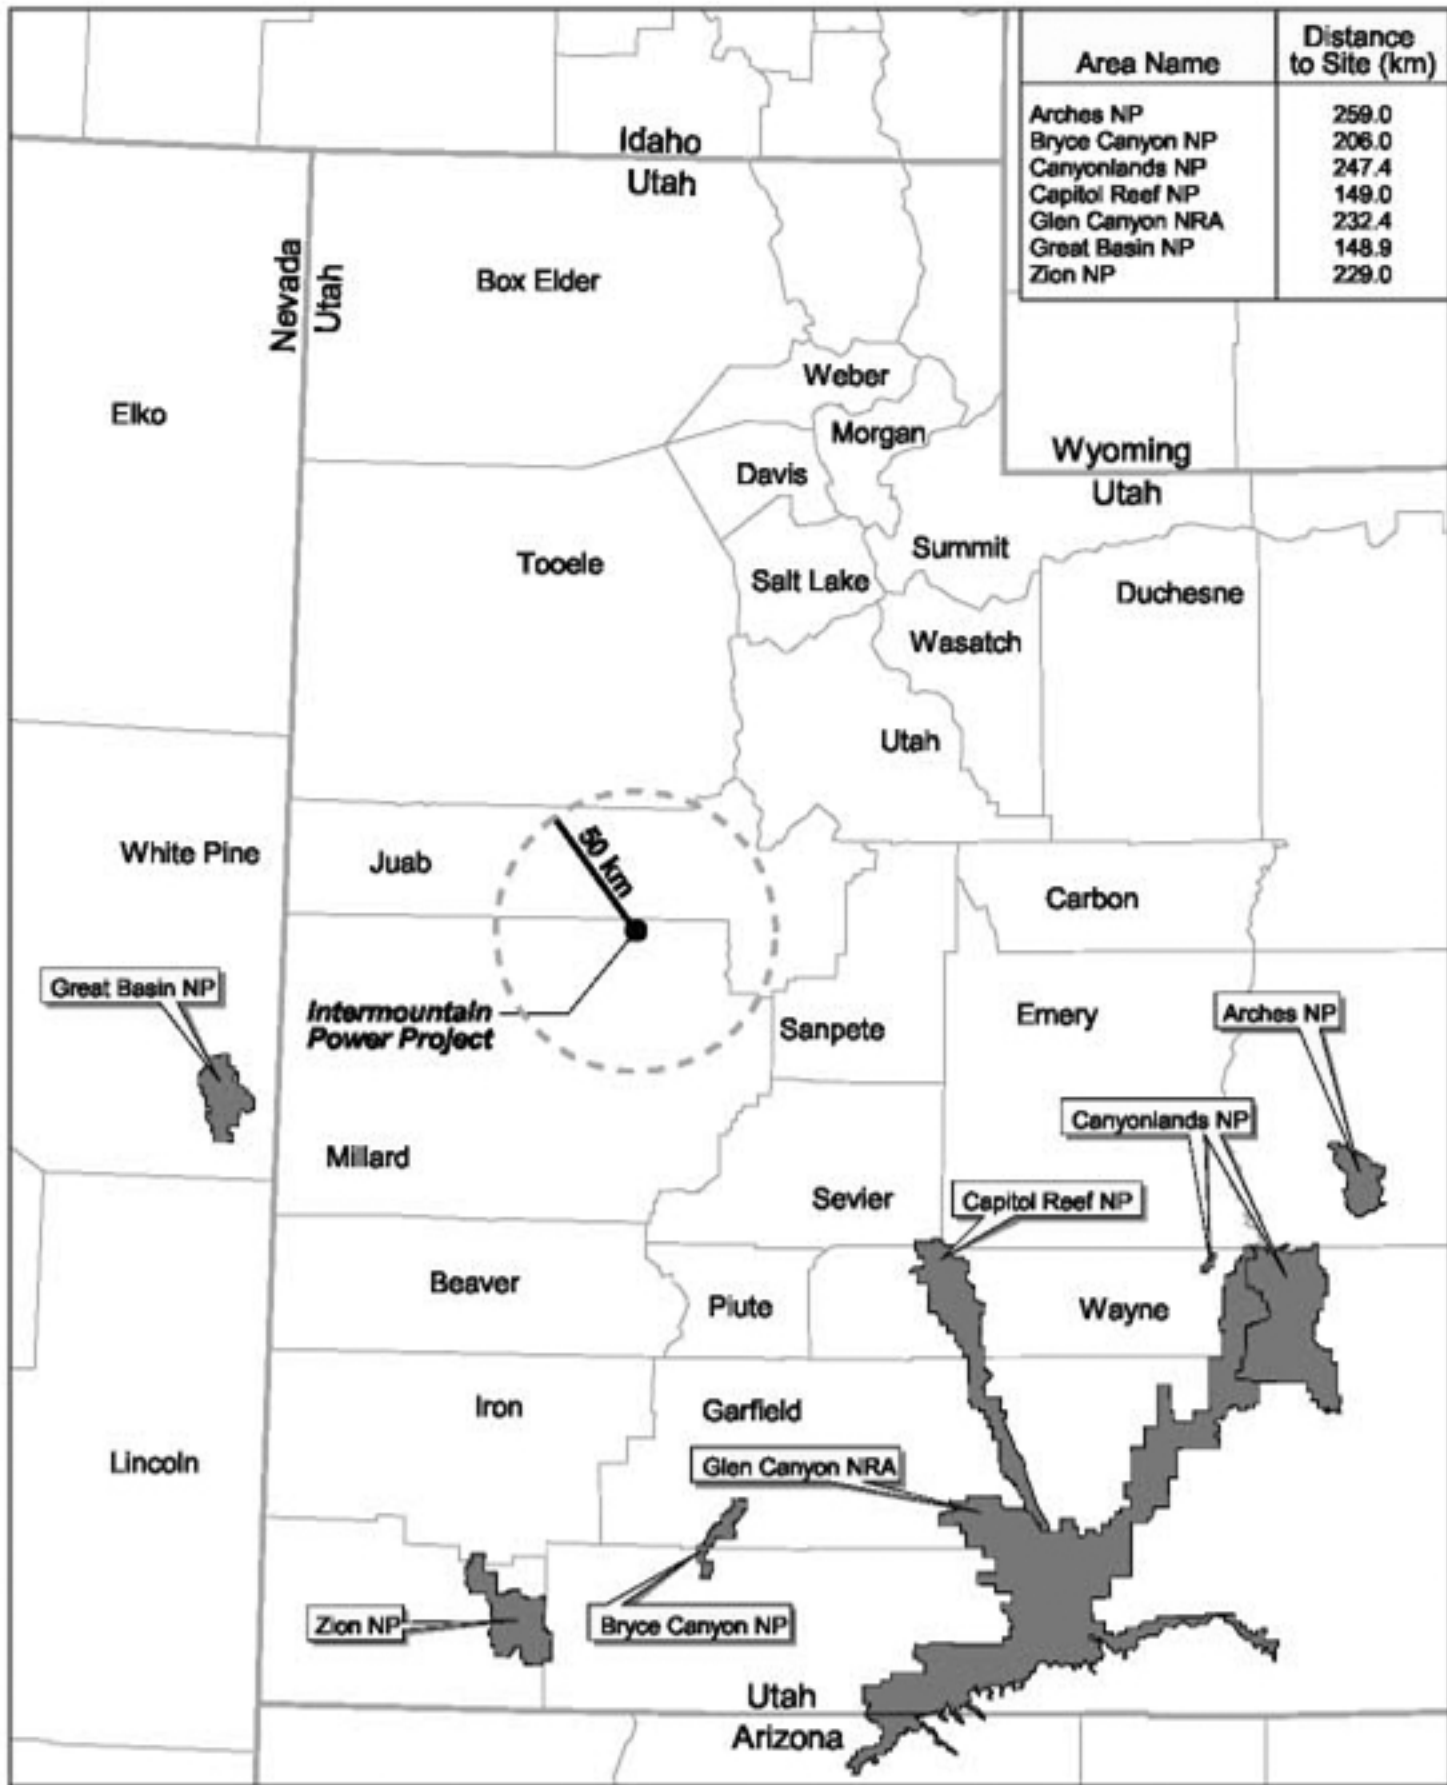 Area Name
Distance
to Site (km)
Arches NP 259.0
Bryce Canyon NP 206.0
Canyonlands NP 247.4
Capitol Reef NP 149.0
Glen Canyon NRA 232.4
Great Basin NP 148.9
Zion NP 229.0
Idaho
Utah
Nevada
Utah
Box Elder
Weber
Elko
Morgan
Wyoming
Davis
Utah
Summit
Tooele
Salt Lake
Duchesne
Wasatch
Utah
White Pine
Juab
50 km
Carbon
Great Basin NP
Intermountain
Power Project
Sanpete
Emery
Arches NP
Canyonlands NP
Millard
Sevier
Capitol Reef NP
Beaver
Piute
Wayne
Iron
Garfield
Lincoln
Glen Canyon NRA
Zion NP
Bryce Canyon NP
Utah
Arizona